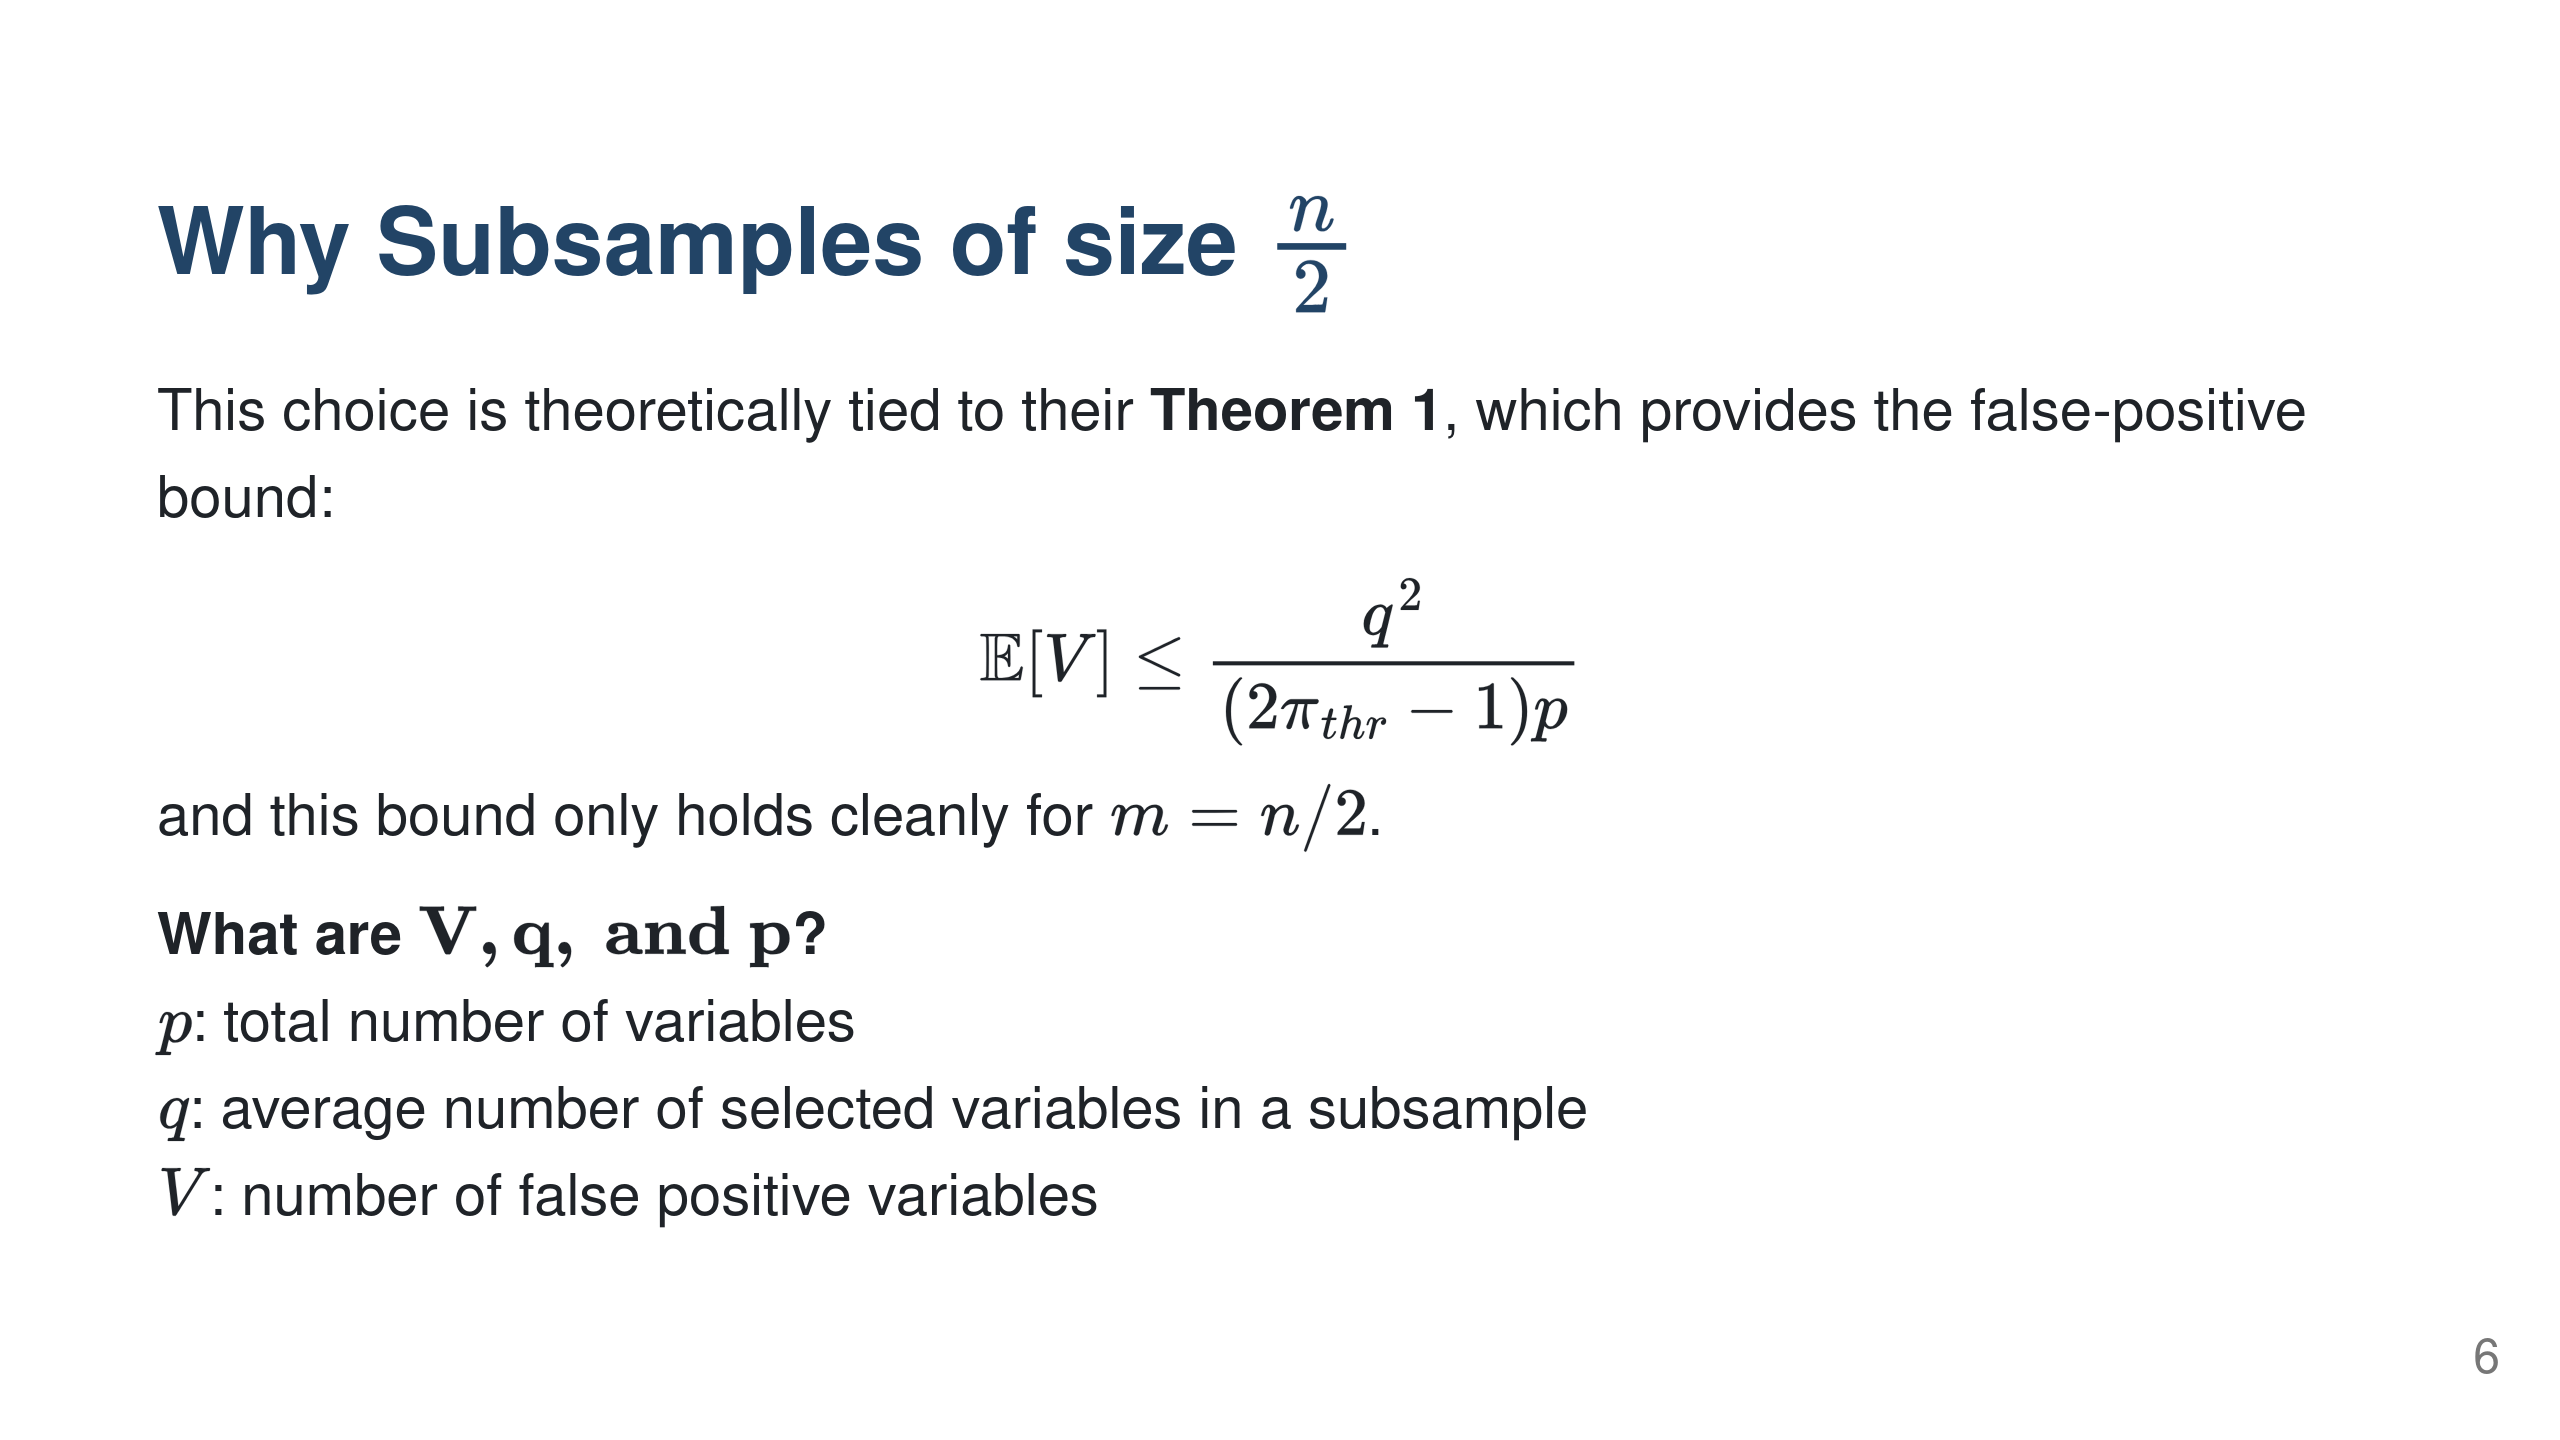 Why Subsamples of size n/2
This choice is theoretically tied to their Theorem 1, which provides the false-positive
bound:
𝔼[V] ≤ q² / ((2π_thr − 1)p)
and this bound only holds cleanly for m = n/2.
What are V, q, and p?
p: total number of variables
q: average number of selected variables in a subsample
V: number of false positive variables
6